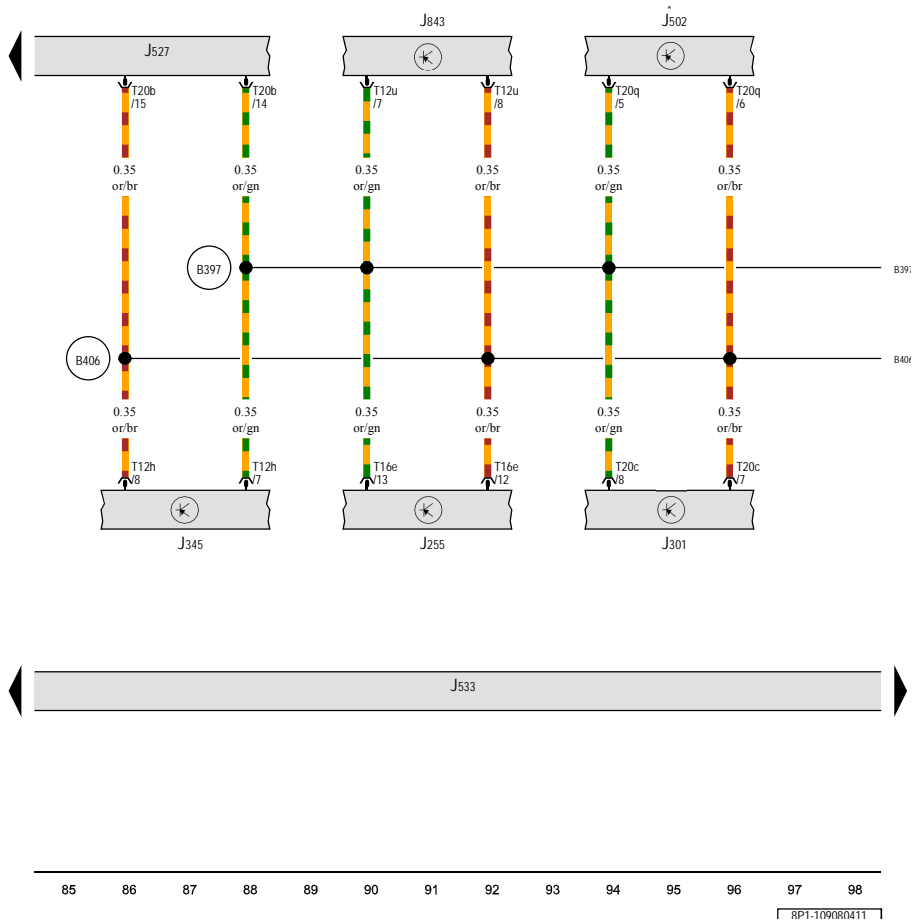 *
J843 J502
J527
T20b T20b T12u T12u T20q T20q
/15 /14 /7 /8 /5 /6
0.35 0.35 0.35 0.35 0.35 0.35
or/br or/gn or/gn or/br or/gn or/br
B397 B397
B406 B406
0.35 0.35 0.35 0.35 0.35 0.35
or/br or/gn or/gn or/br or/gn or/br
T12h T12h T16e T16e T20c T20c
/8 /7 /13 /12 /8 /7
J345 J255 J301
J533
85 86 87 88 89 90 91 92 93 94 95 96 97 98
8P1-109080411